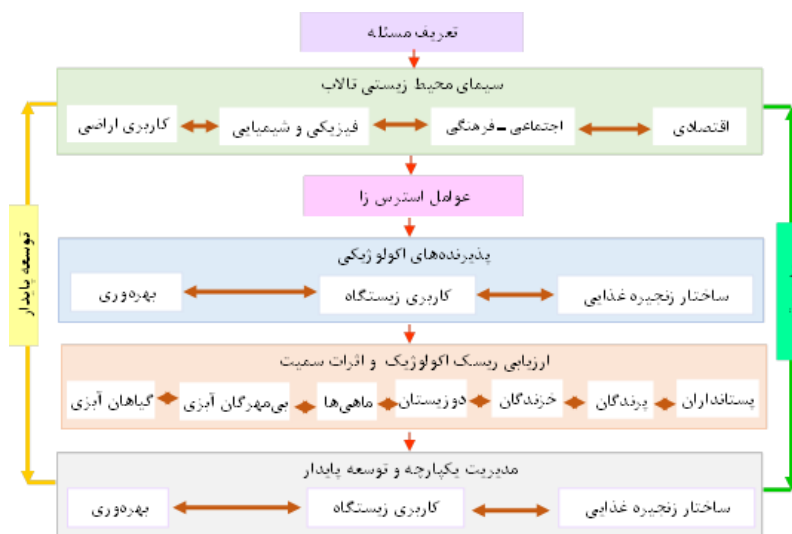 تعریف مسئله
سیمای محیط زیستی تالاب
اقتصادی
اجتماعی-فرهنگی
فیزیکی و شیمیایی
کاربری اراضی
عوامل استرس زا
پذیرنده‌های اکولوژیکی
ساختار زنجیره غذایی
کاربری زیستگاه
بهره‌وری
ارزیابی ریسک اکولوژیک و اثرات سمیت
پستانداران
پرندگان
خزندگان
دوزیستان
ماهی‌ها
بی‌مهرگان آبزی
گیاهان آبزی
مدیریت یکپارچه و توسعه پایدار
ساختار زنجیره غذایی
کاربری زیستگاه
بهره‌وری
توسعه پایدار